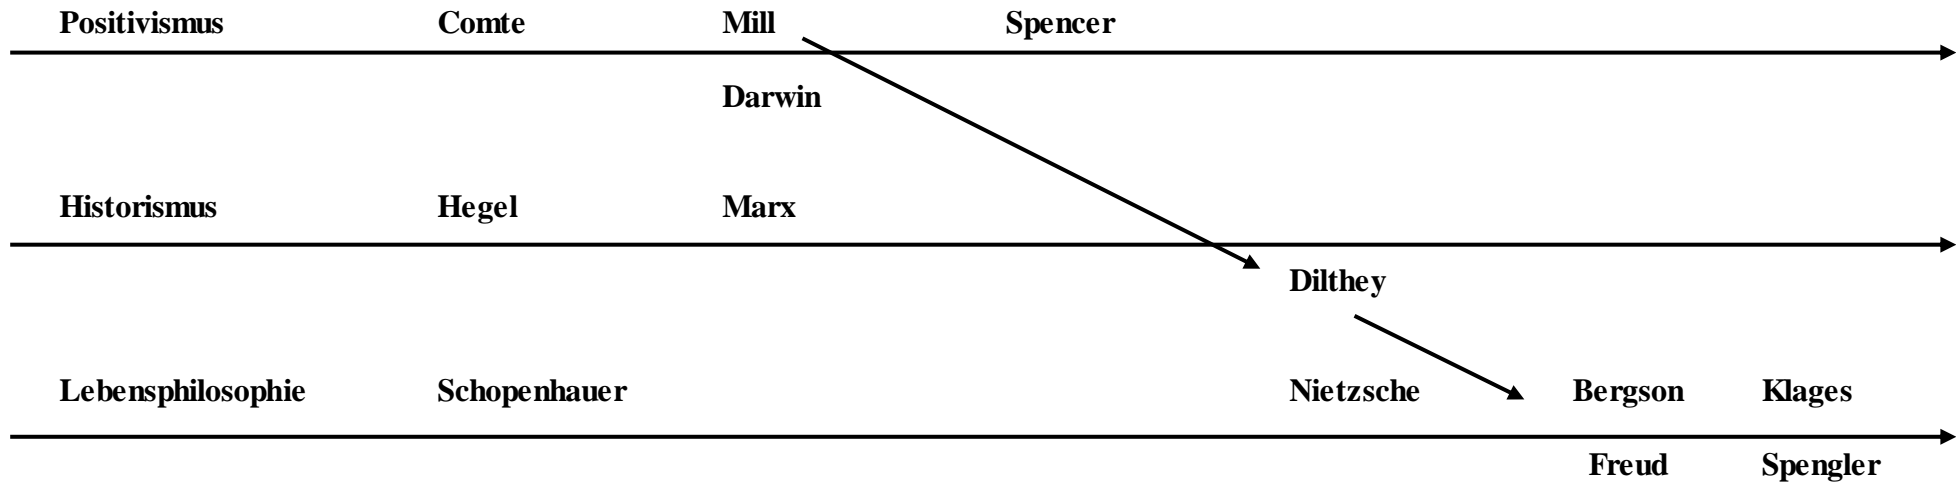 Positivismus Comte Mill Spencer
Darwin
Historismus Hegel Marx
Dilthey
Lebensphilosophie Schopenhauer Nietzsche Bergson Klages
Freud Spengler